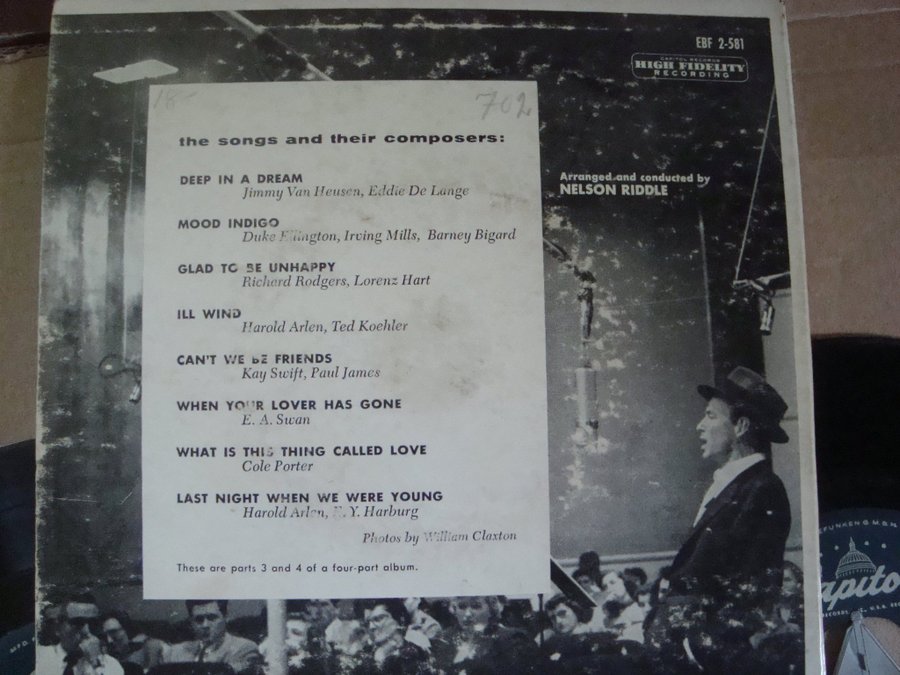 EBF 2-581
CAPITOL RECORDS
HIGH FIDELITY
RECORDING
18-
702
the songs and their composers:
DEEP IN A DREAM
Jimmy Van Heusen, Eddie De Lange
MOOD INDIGO
Duke Ellington, Irving Mills, Barney Bigard
GLAD TO BE UNHAPPY
Richard Rodgers, Lorenz Hart
ILL WIND
Harold Arlen, Ted Koehler
CAN'T WE BE FRIENDS
Kay Swift, Paul James
WHEN YOUR LOVER HAS GONE
E. A. Swan
WHAT IS THIS THING CALLED LOVE
Cole Porter
LAST NIGHT WHEN WE WERE YOUNG
Harold Arlen, E. Y. Harburg
Photos by William Claxton
These are parts 3 and 4 of a four-part album.
Arranged and conducted by
NELSON RIDDLE
Capitol